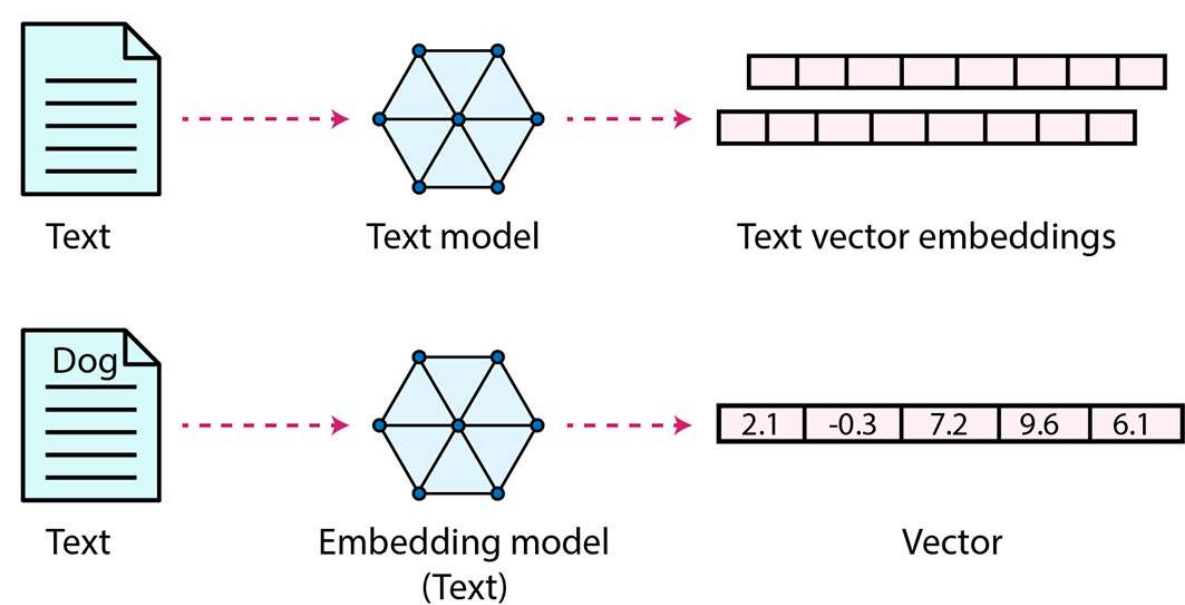 Text
Text model
Text vector embeddings
Dog
2.1 -0.3 7.2 9.6 6.1
Text
Embedding model
(Text)
Vector